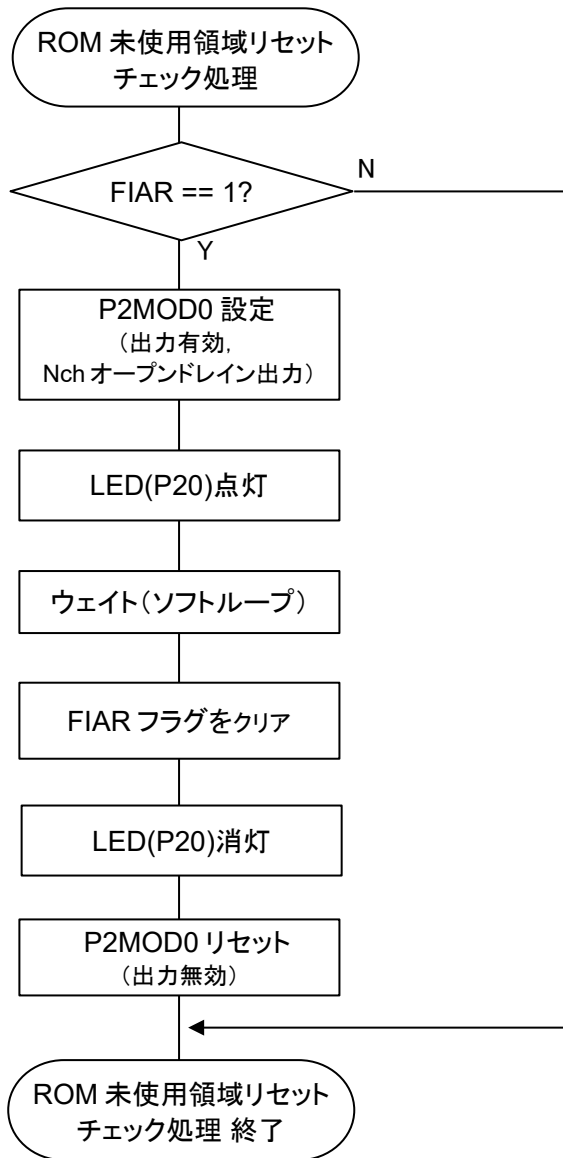 ROM 未使用領域リセット
チェック処理
FIAR == 1?
N
Y
P2MOD0 設定
（出力有効,
Nch オープンドレイン出力）
LED(P20)点灯
ウェイト（ソフトループ）
FIAR フラグをクリア
LED(P20)消灯
P2MOD0 リセット
（出力無効）
ROM 未使用領域リセット
チェック処理 終了